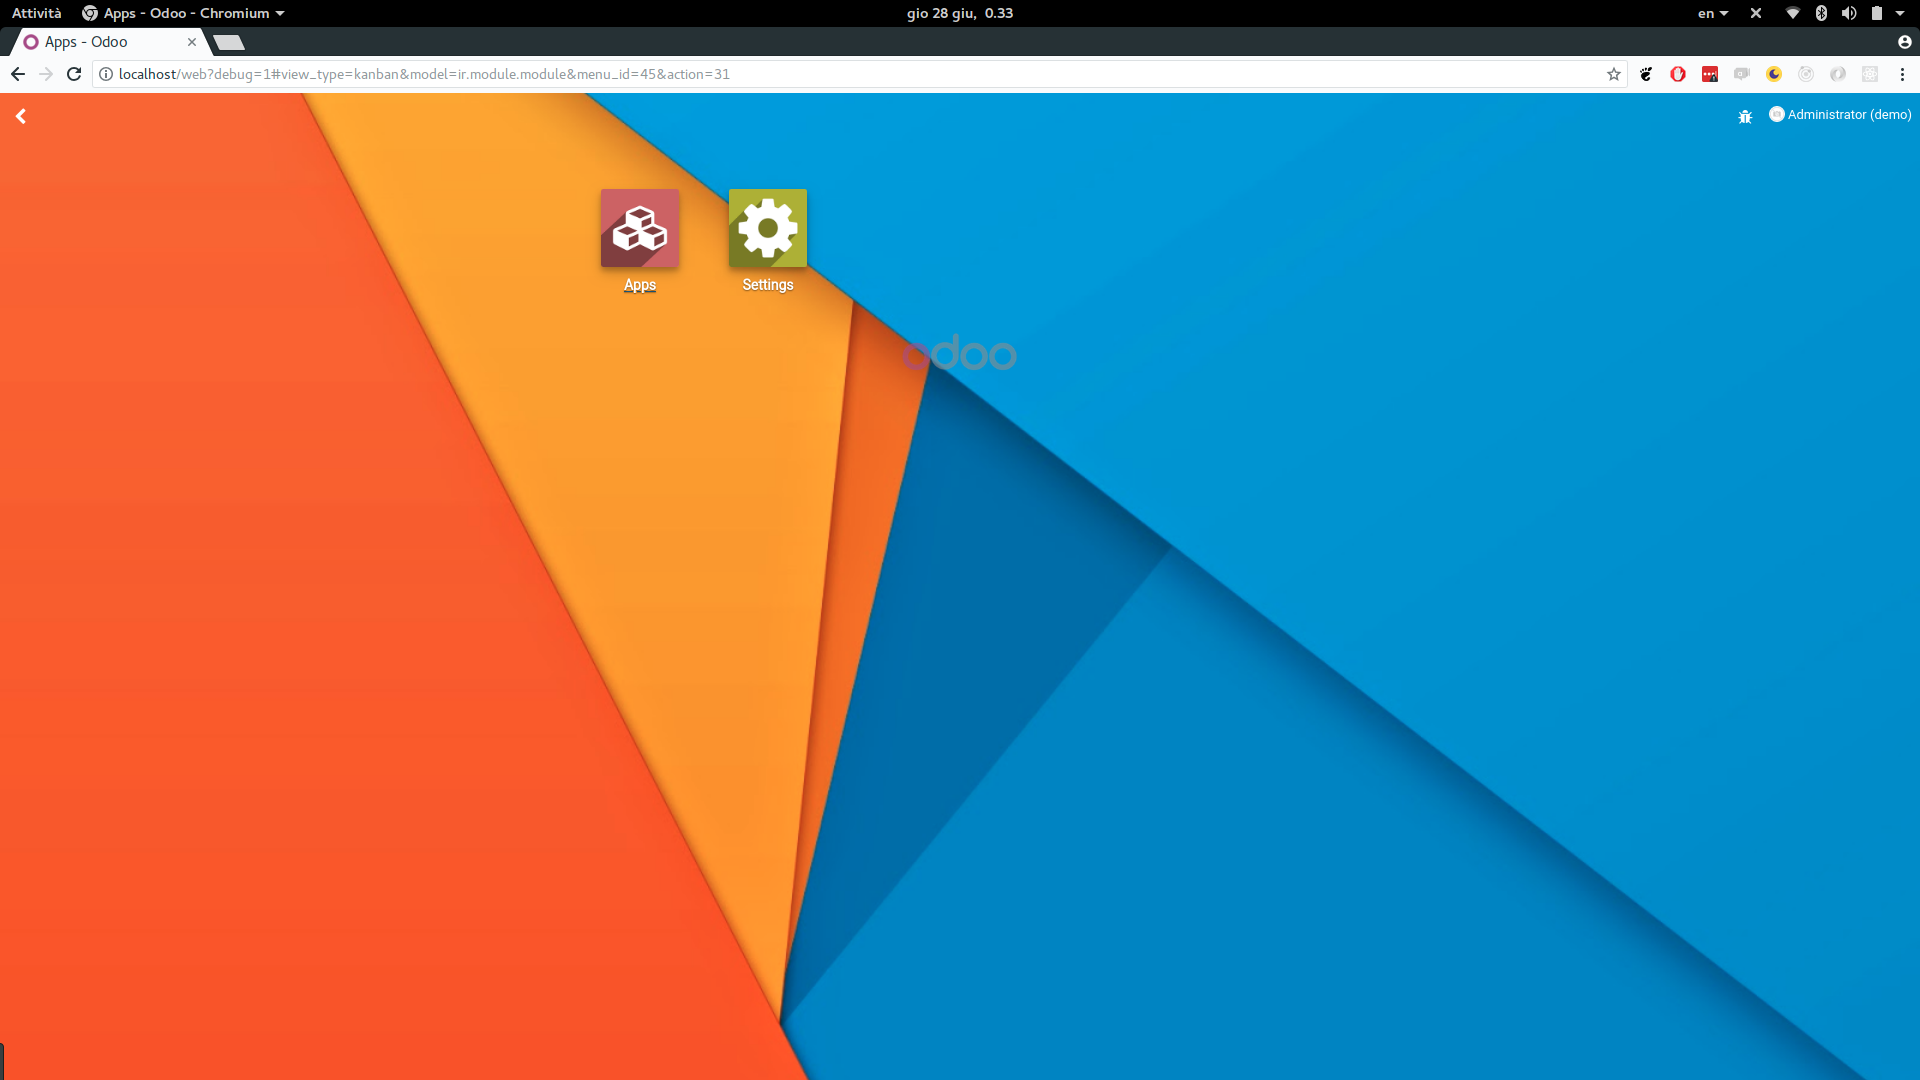 Attività Apps - Odoo - Chromium gio 28 giu, 0.33 en
Apps - Odoo
localhost/web?debug=1#view_type=kanban&model=ir.module.module&menu_id=45&action=31
Administrator (demo)
Apps Settings
odoo